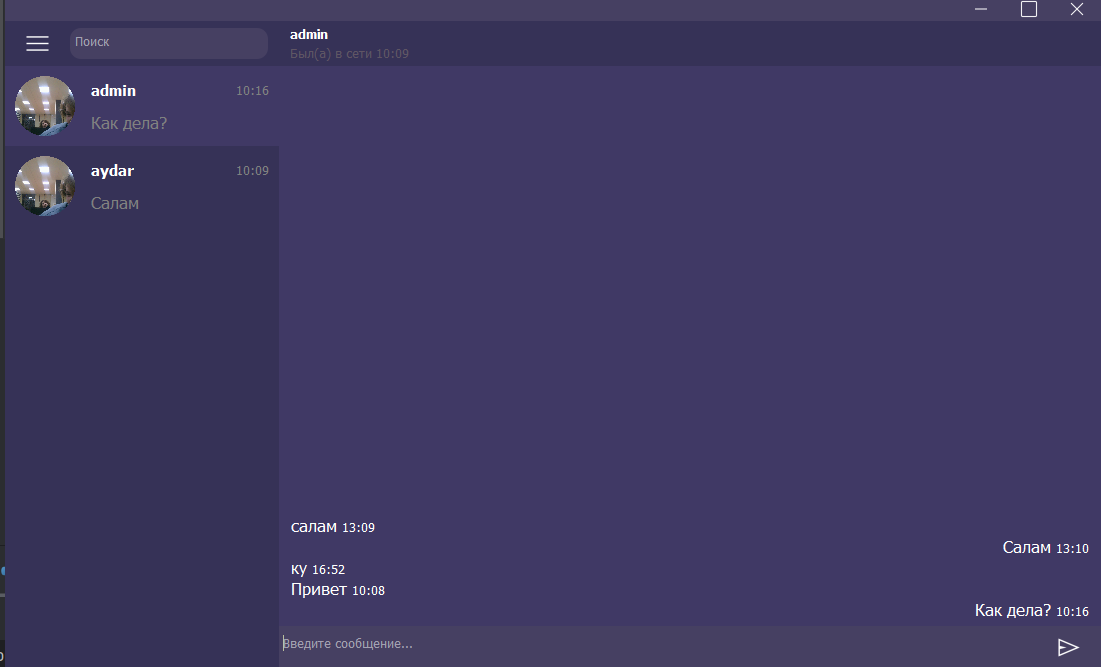 Поиск
admin
Был(а) в сети 10:09
admin 10:16
Как дела?
aydar 10:09
Салам
салам 13:09
Салам 13:10
ку 16:52
Привет 10:08
Как дела? 10:16
Введите сообщение...